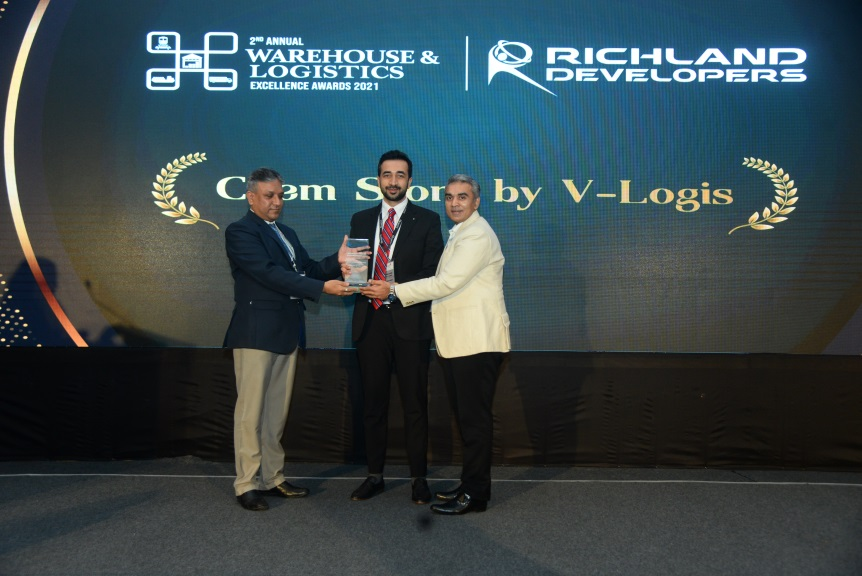 2ND ANNUAL
WAREHOUSE &
LOGISTICS
EXCELLENCE AWARDS 2021
RICHLAND
DEVELOPERS
by V-Logis